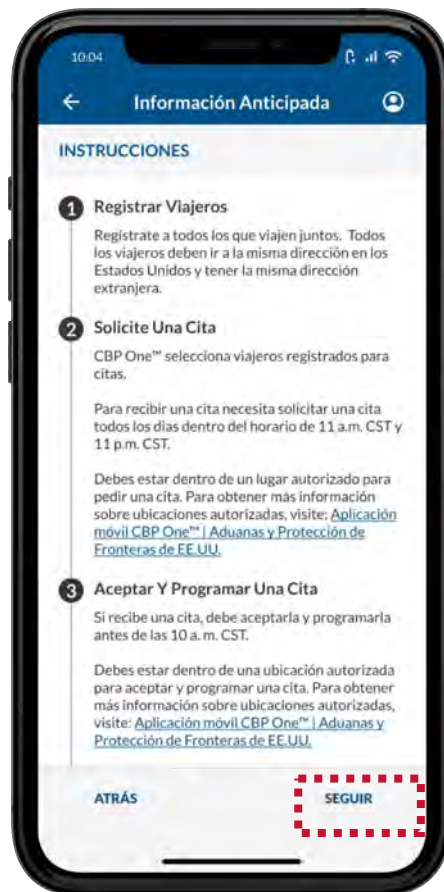 10:04
Información Anticipada
INSTRUCCIONES
1 Registrar Viajeros
Regístrate a todos los que viajen juntos. Todos
los viajeros deben ir a la misma dirección en los
Estados Unidos y tener la misma dirección
extranjera.
2 Solicite Una Cita
CBP One™ selecciona viajeros registrados para
citas.
Para recibir una cita necesita solicitar una cita
todos los dias dentro del horario de 11 a.m. CST y
11 p.m. CST.
Debes estar dentro de un lugar autorizado para
pedir una cita. Para obtener más información
sobre ubicaciones autorizadas, visite: Aplicación
móvil CBP One™ | Aduanas y Protección de
Fronteras de EE.UU.
3 Aceptar Y Programar Una Cita
Si recibe una cita, debe aceptarla y programarla
antes de las 10 a. m. CST.
Debes estar dentro de una ubicación autorizada
para aceptar y programar una cita. Para obtener
más información sobre ubicaciones autorizadas,
visite: Aplicación móvil CBP One™ | Aduanas y
Protección de Fronteras de EE.UU.
ATRÁS
SEGUIR